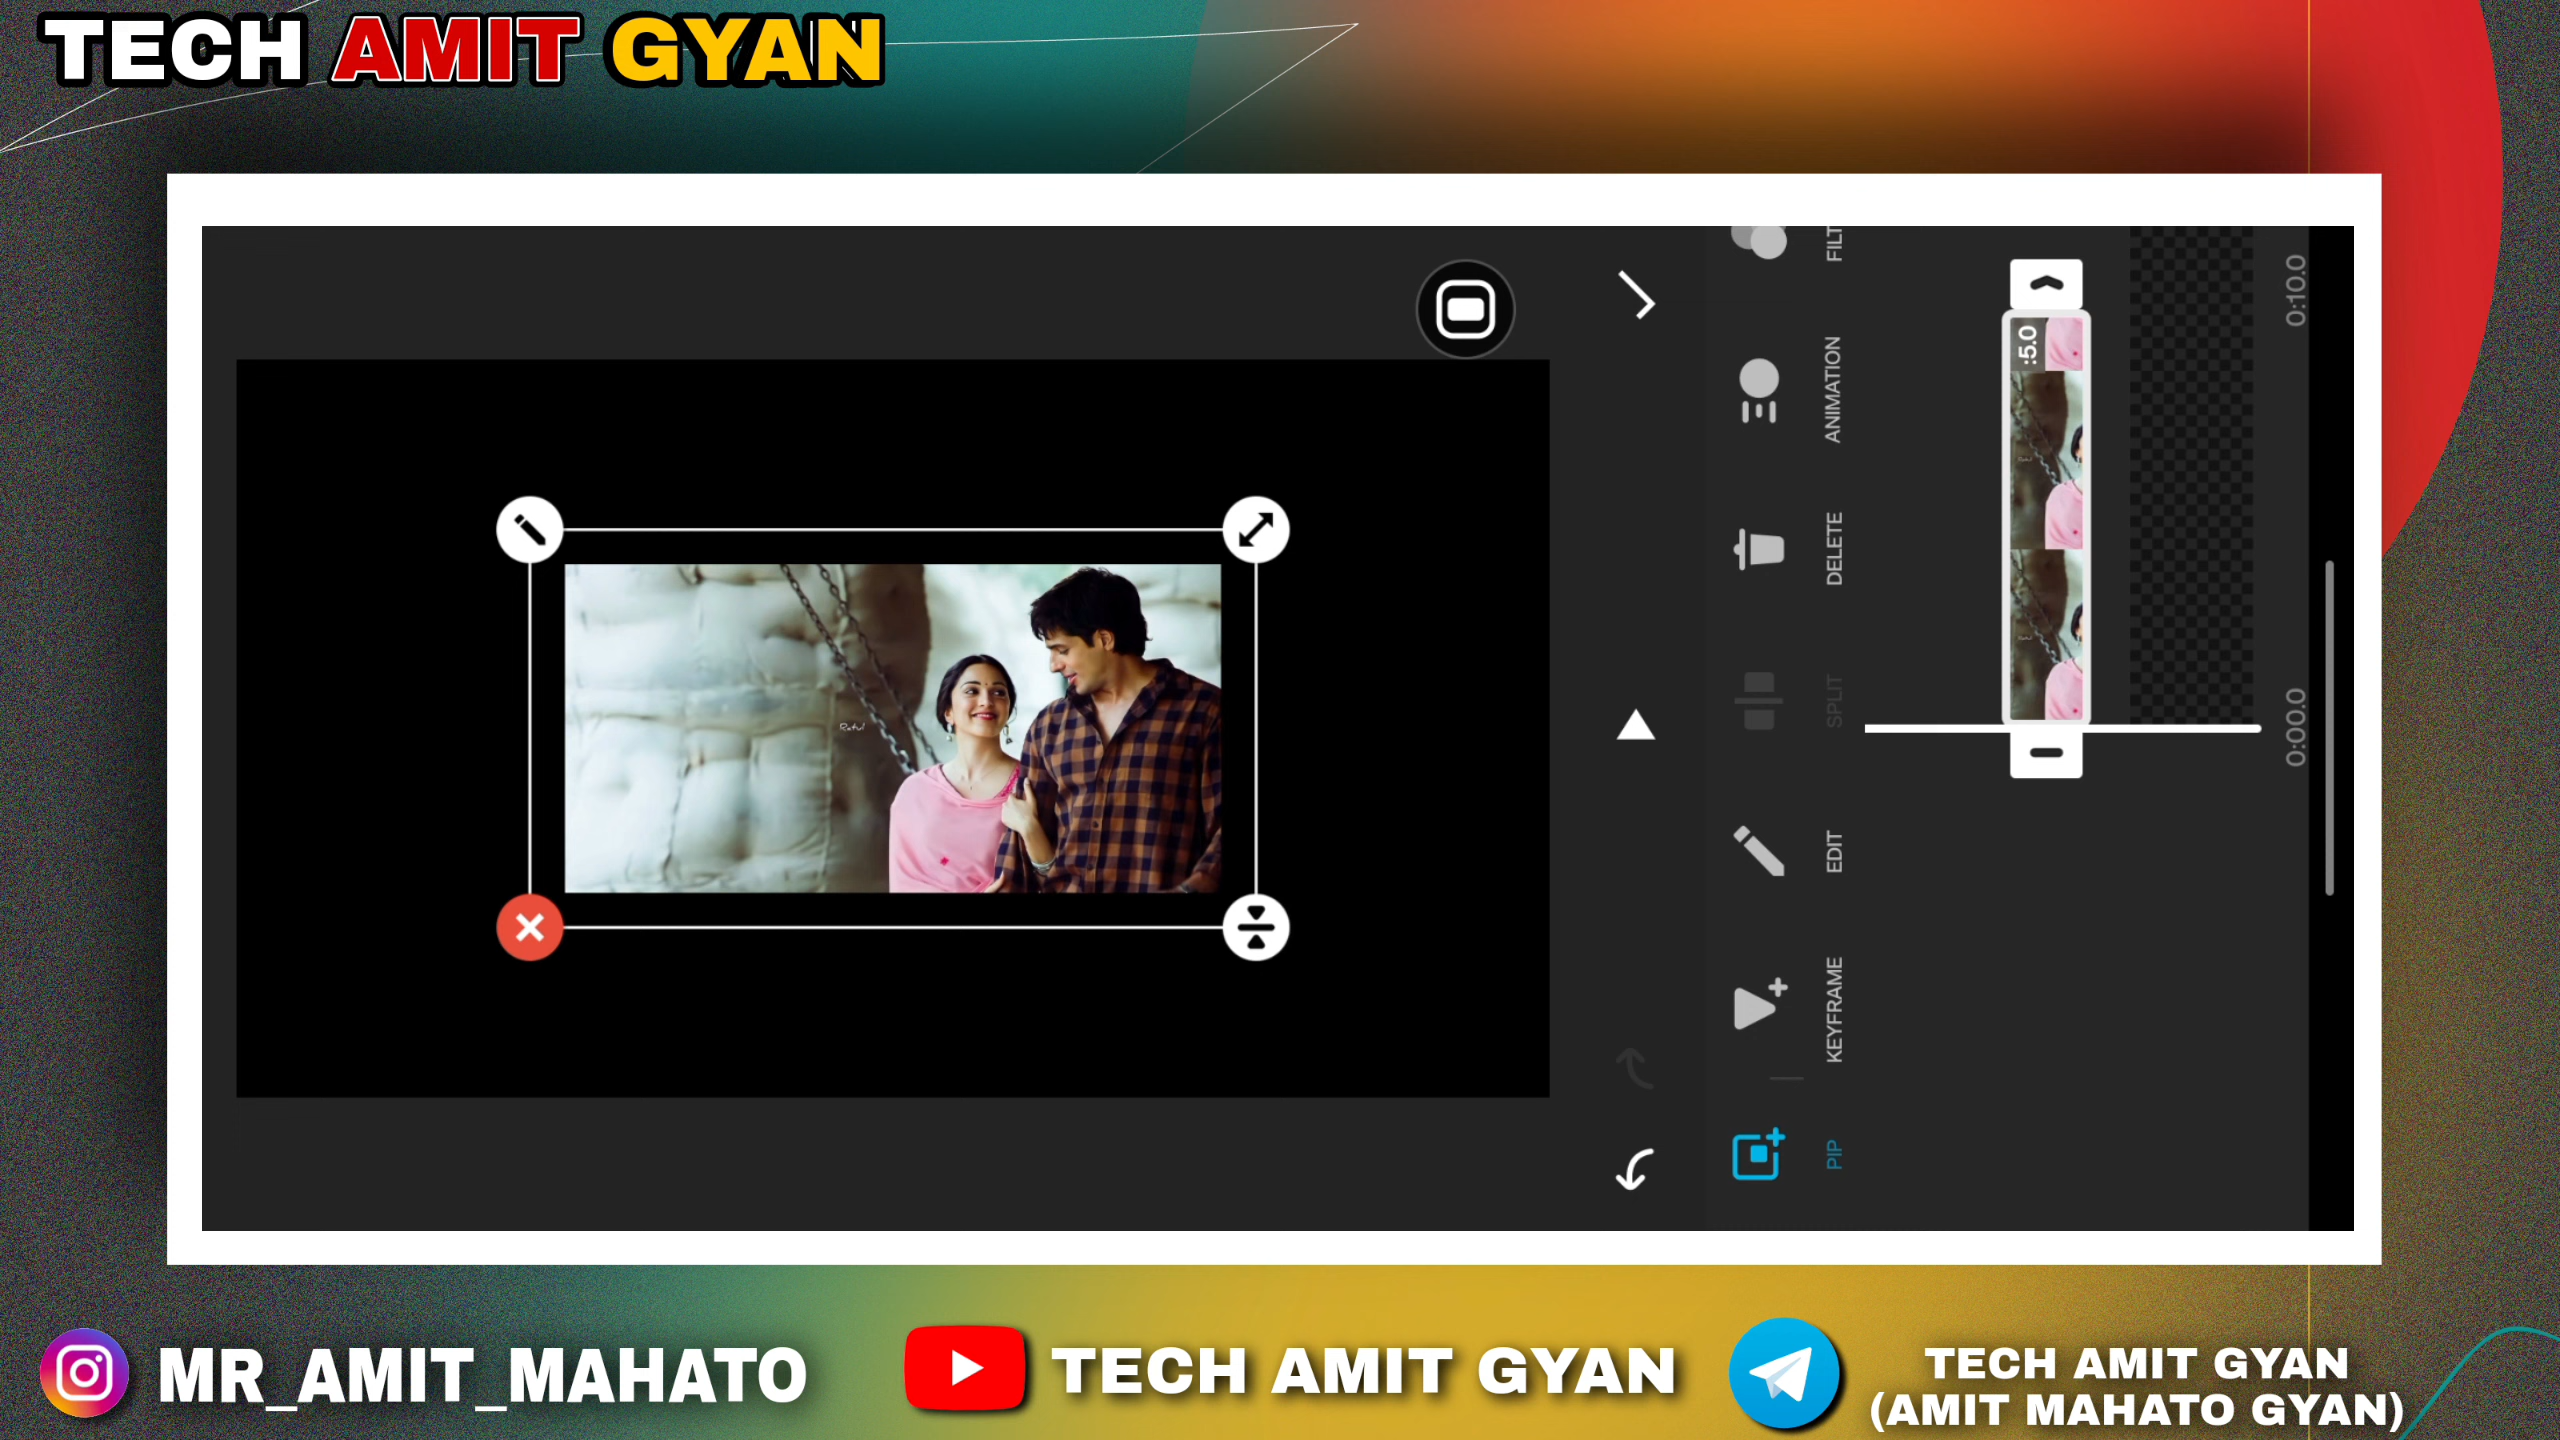 TECH AMIT GYAN
FILT
ANIMATION
DELETE
SPLIT
EDIT
KEYFRAME
PIP
:5.0
0:10.0
0:00.0
Ratul
MR_AMIT_MAHATO
TECH AMIT GYAN
TECH AMIT GYAN
(AMIT MAHATO GYAN)